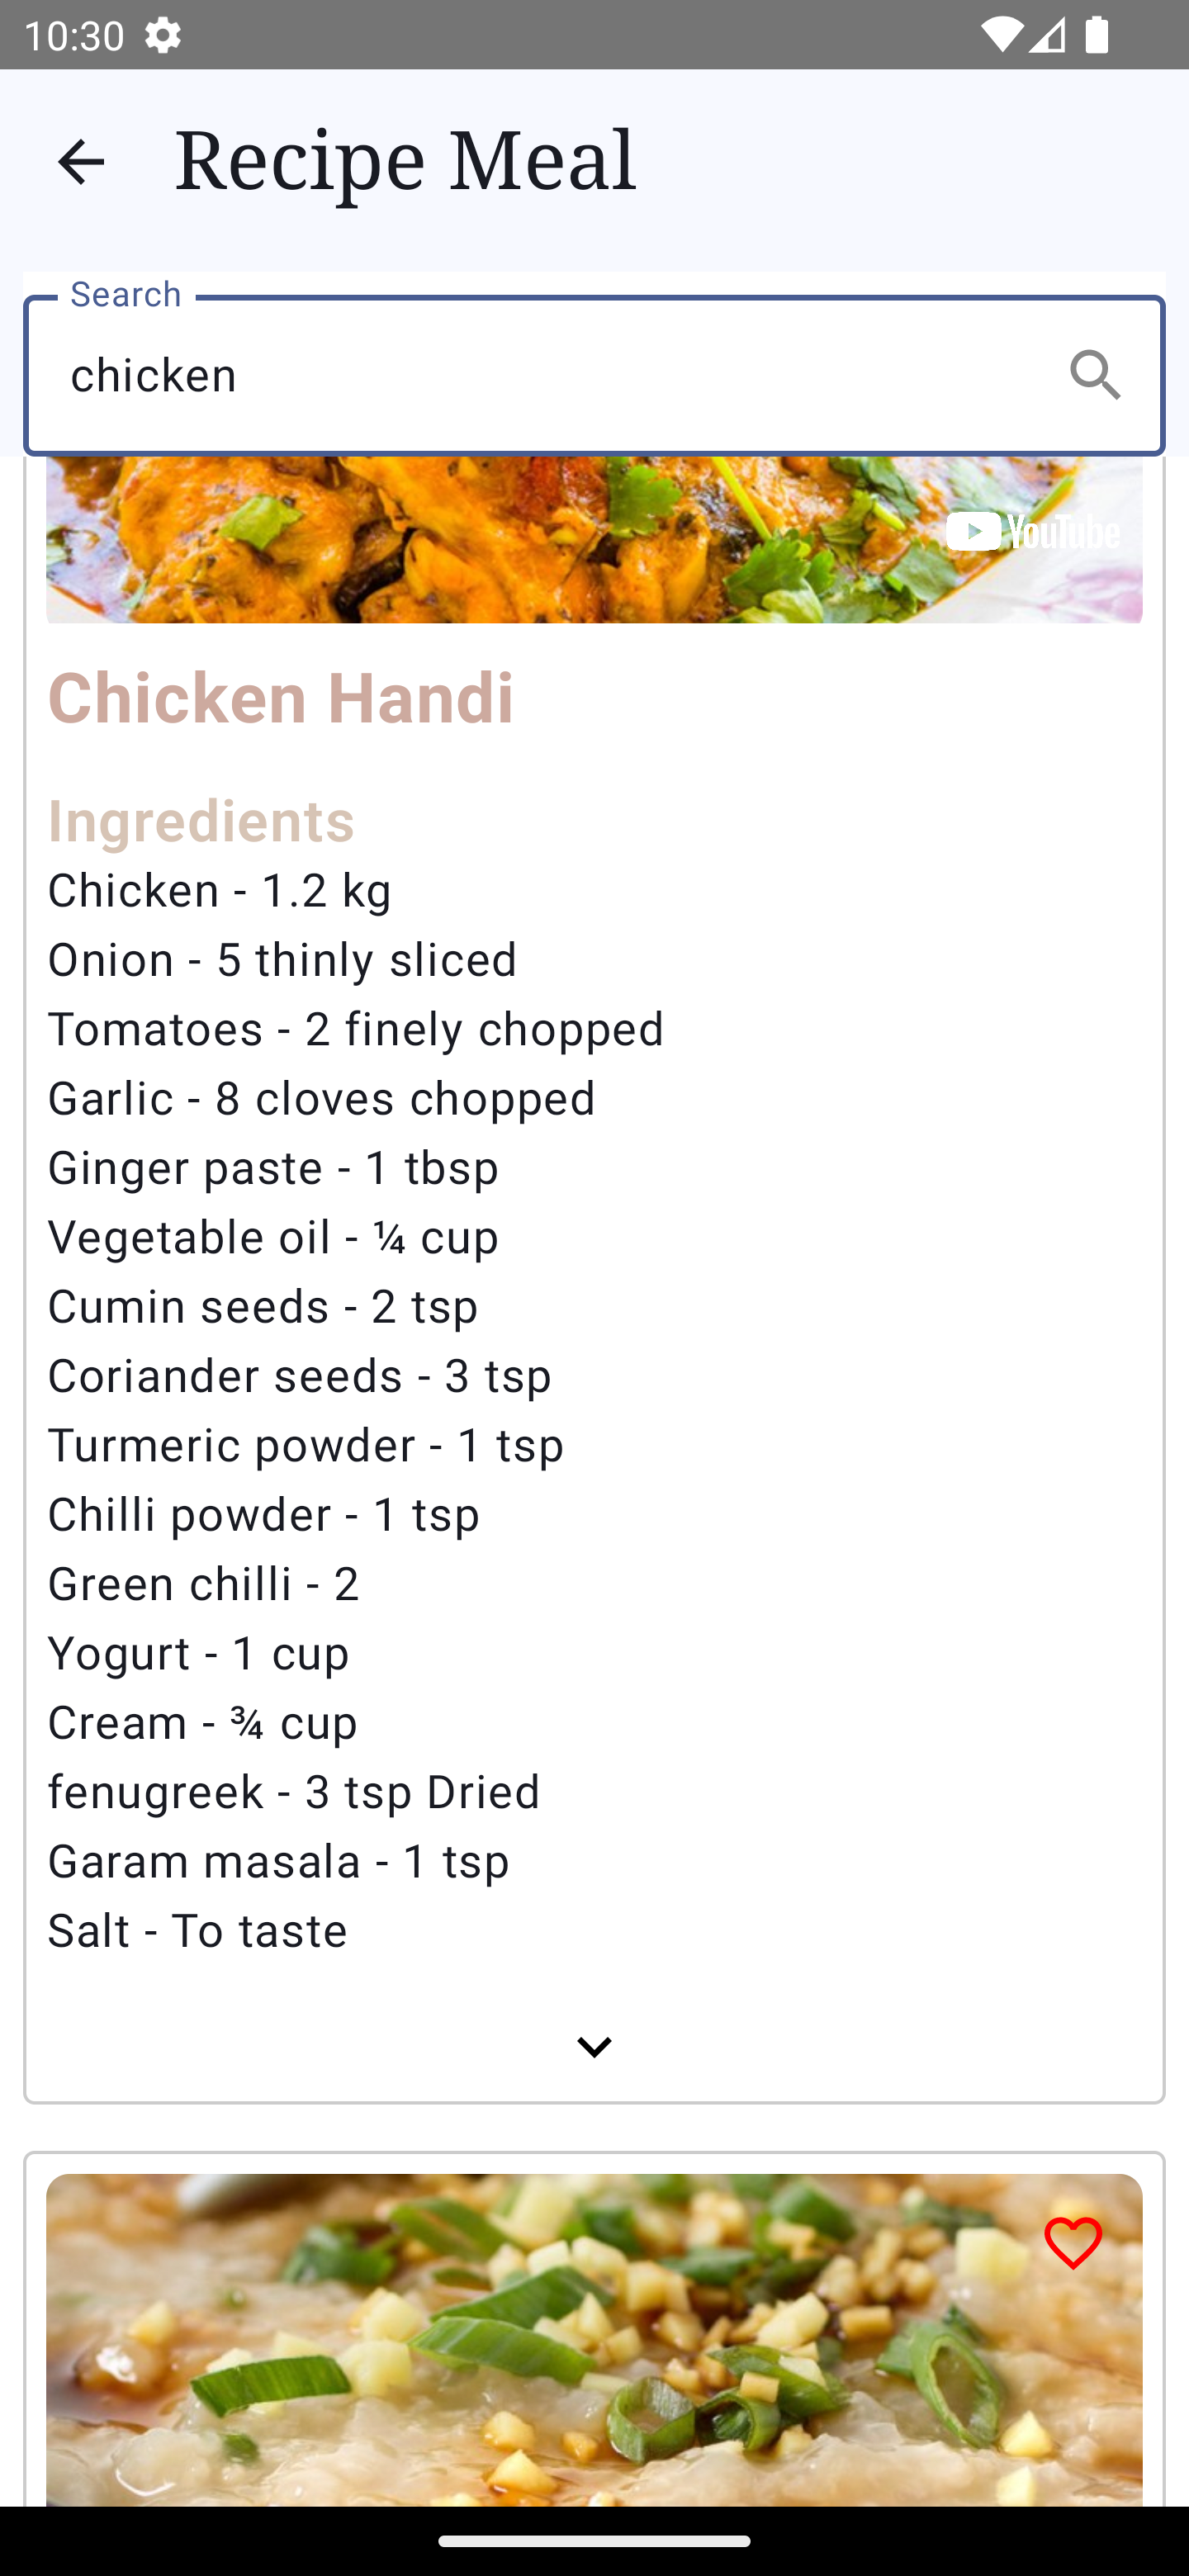 10:30
Recipe Meal
Search
chicken
YouTube
Chicken Handi
Ingredients
Chicken - 1.2 kg
Onion - 5 thinly sliced
Tomatoes - 2 finely chopped
Garlic - 8 cloves chopped
Ginger paste - 1 tbsp
Vegetable oil - ¼ cup
Cumin seeds - 2 tsp
Coriander seeds - 3 tsp
Turmeric powder - 1 tsp
Chilli powder - 1 tsp
Green chilli - 2
Yogurt - 1 cup
Cream - ¾ cup
fenugreek - 3 tsp Dried
Garam masala - 1 tsp
Salt - To taste